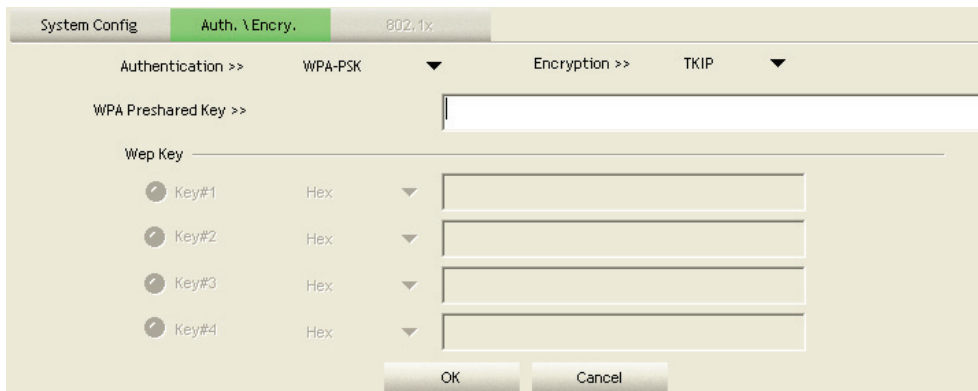 System Config Auth. \ Encry. 802.1x
Authentication >> WPA-PSK Encryption >> TKIP
WPA Preshared Key >>
Wep Key
Key#1 Hex
Key#2 Hex
Key#3 Hex
Key#4 Hex
OK Cancel